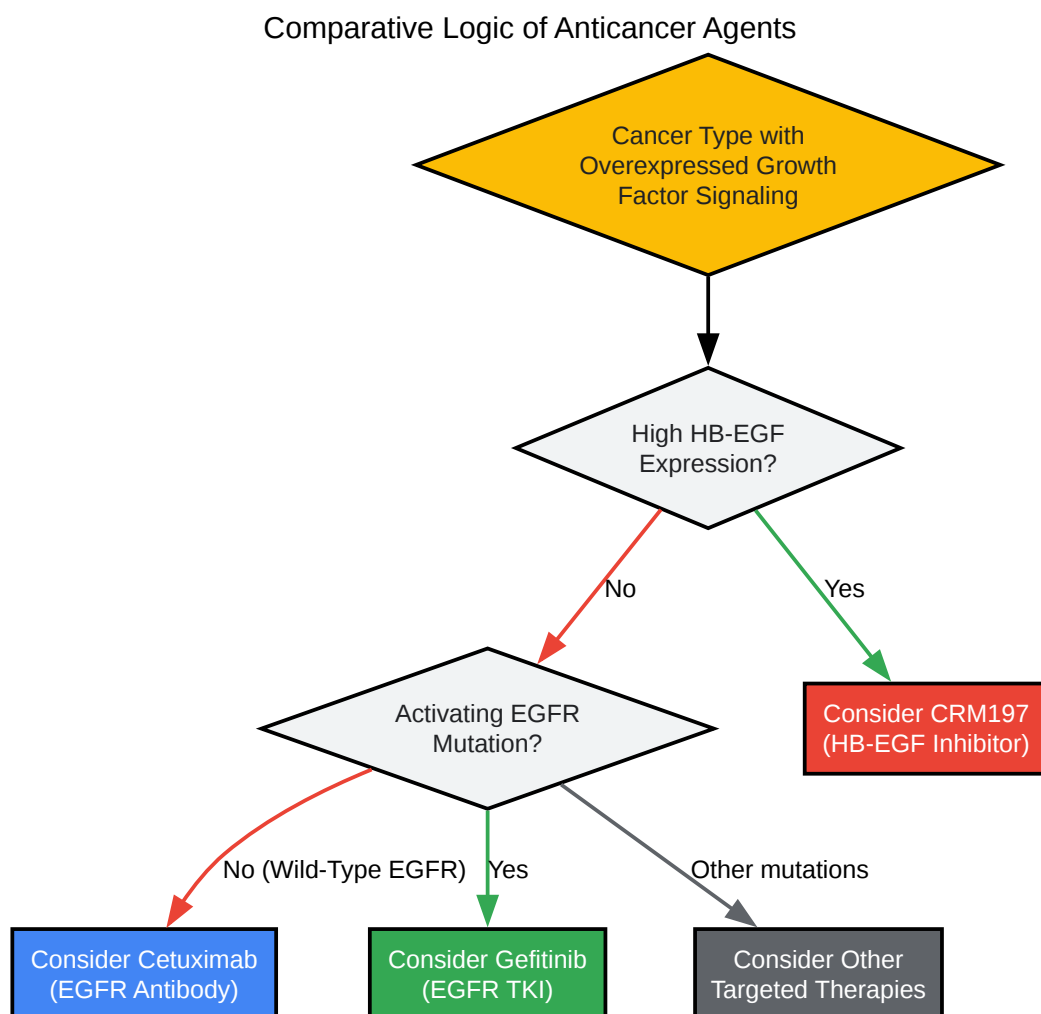 Comparative Logic of Anticancer Agents
Cancer Type with
Overexpressed Growth
Factor Signaling
High HB-EGF
Expression?
No
Yes
Activating EGFR
Mutation?
Consider CRM197
(HB-EGF Inhibitor)
No (Wild-Type EGFR)
Yes
Other mutations
Consider Cetuximab
(EGFR Antibody)
Consider Gefitinib
(EGFR TKI)
Consider Other
Targeted Therapies